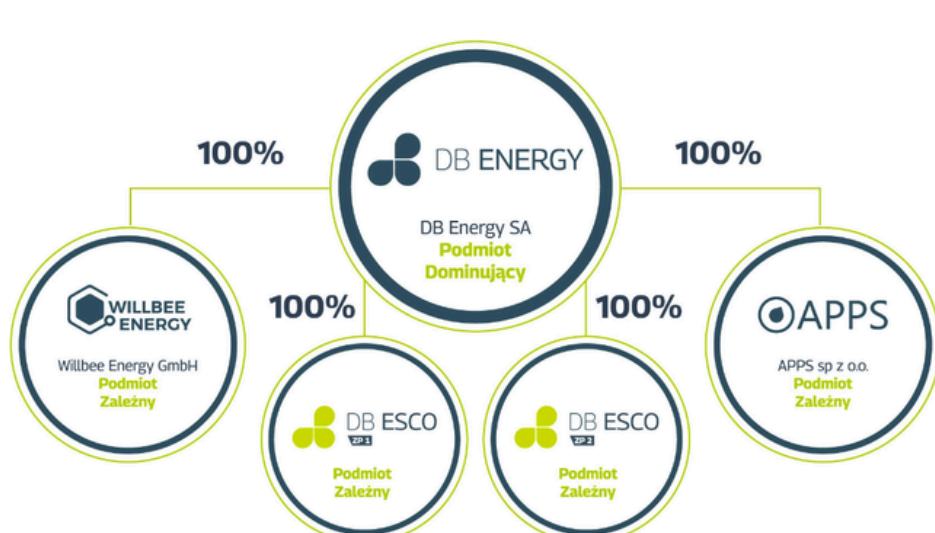 100%
100%
DB ENERGY
DB Energy SA
Podmiot
Dominujący
100%
100%
WILLBEE
ENERGY
Willbee Energy GmbH
Podmiot
Zależny
DB ESCO
ZP 1
Podmiot
Zależny
DB ESCO
ZP 2
Podmiot
Zależny
APPS
APPS sp z o.o.
Podmiot
Zależny